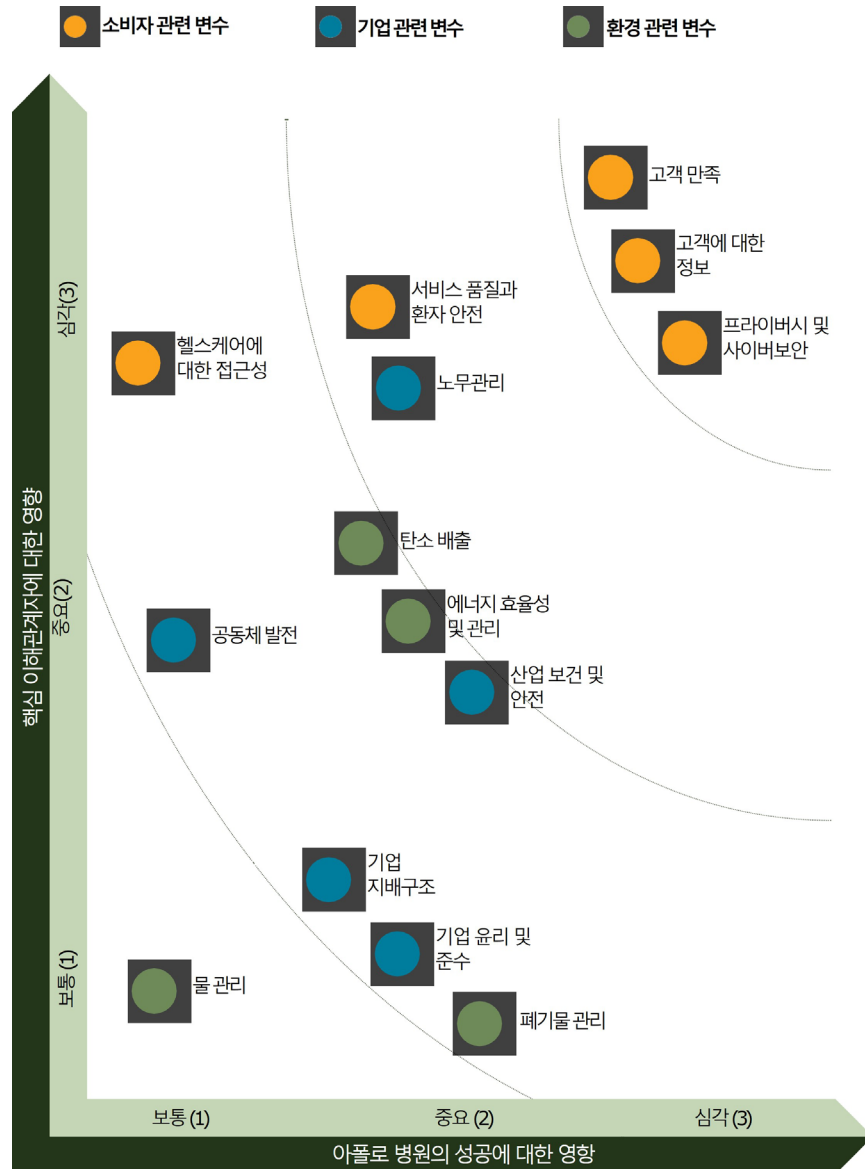 소비자 관련 변수
기업 관련 변수
환경 관련 변수
고객 만족
고객에 대한
정보
프라이버시 및
사이버보안
서비스 품질과
환자 안전
노무관리
헬스케어에
대한 접근성
탄소 배출
에너지 효율성
및 관리
산업 보건 및
안전
공동체 발전
기업
지배구조
기업 윤리 및
준수
물 관리
폐기물 관리
심각(3)
중요(2)
보통(1)
핵심 이해관계자에 대한 영향
보통 (1)
중요 (2)
심각 (3)
아폴로 병원의 성공에 대한 영향